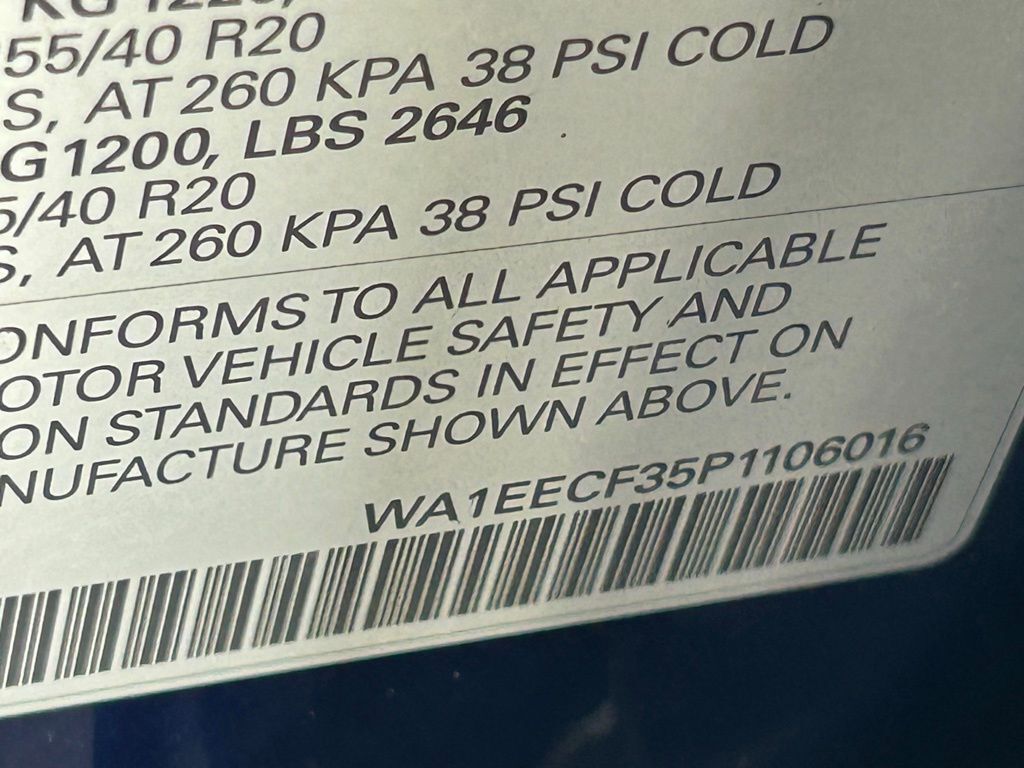 55/40 R20
S, AT 260 KPA 38 PSI COLD
G 1200, LBS 2646
5/40 R20
S, AT 260 KPA 38 PSI COLD
ONFORMS TO ALL APPLICABLE
OTOR VEHICLE SAFETY AND
ON STANDARDS IN EFFECT ON
NUFACTURE SHOWN ABOVE.
WA1EECF35P1106016